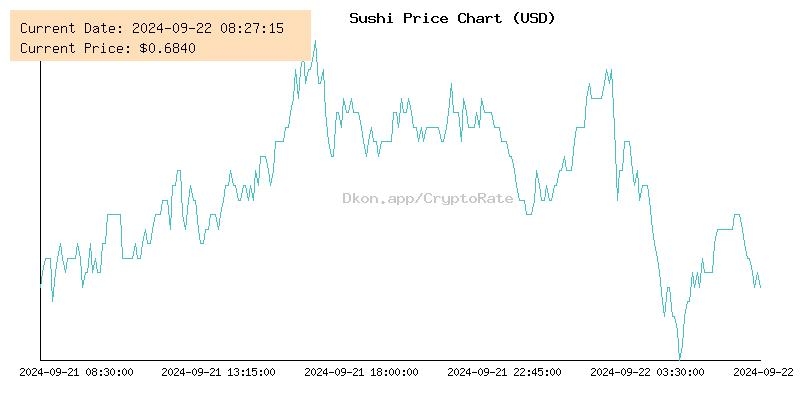 Sushi Price Chart (USD)
Current Date: 2024-09-22 08:27:15
Current Price: $0.6840
Dkon.app/CryptoRate
2024-09-21 08:30:00 2024-09-21 13:15:00 2024-09-21 18:00:00 2024-09-21 22:45:00 2024-09-22 03:30:00 2024-09-22